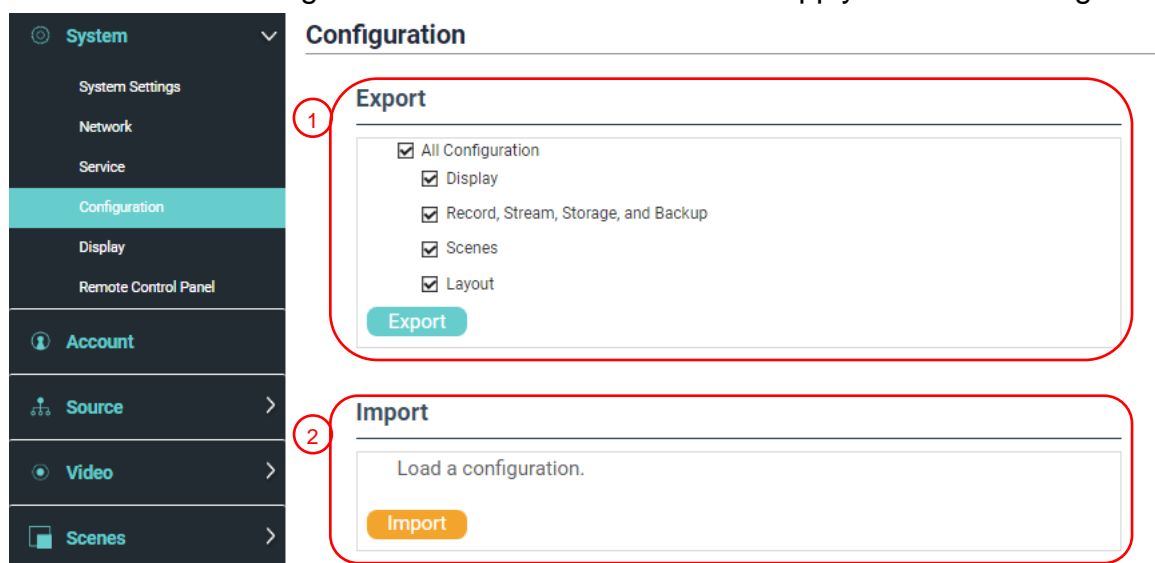 System
System Settings
Network
Service
Configuration
Display
Remote Control Panel
Account
Source
Video
Scenes
Configuration
1
Export
All Configuration
Display
Record, Stream, Storage, and Backup
Scenes
Layout
Export
2
Import
Load a configuration.
Import